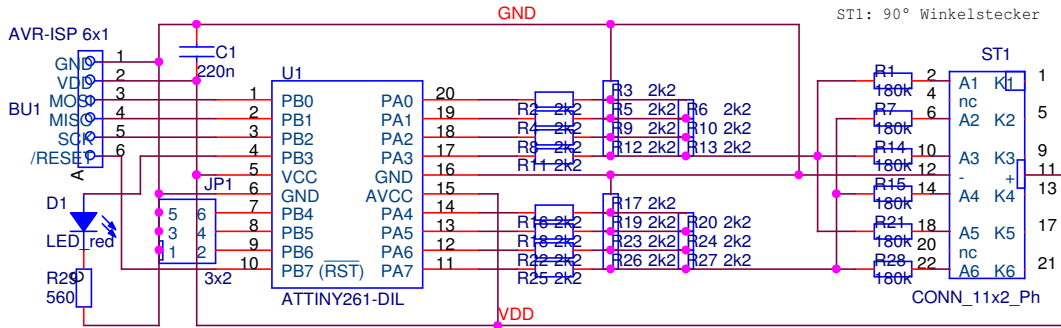 GND
ST1: 90° Winkelstecker
AVR-ISP 6x1
GND 1
VDD 2
MOSI 3
MISO 4
SCK 5
/RESET 6
BU1
A
C1
220n
U1
1 PB0 PA0 20
2 PB1 PA1 19
3 PB2 PA2 18
4 PB3 PA3 17
5 VCC GND 16
6 GND AVCC 15
7 PB4 PA4 14
8 PB5 PA5 13
9 PB6 PA6 12
10 PB7 (RST) PA7 11
ATTINY261-DIL
JP1
5 6
3 4
1 2
3x2
D1
LED_red
R29
560
R3 2k2
R2 2k2 R5 2k2 R6 2k2
R4 2k2 R9 2k2 R10 2k2
R8 2k2 R12 2k2 R13 2k2
R11 2k2
R17 2k2
R16 2k2 R19 2k2 R20 2k2
R18 2k2 R23 2k2 R24 2k2
R22 2k2 R26 2k2 R27 2k2
R25 2k2
VDD
R1
180k
R7
180k
R14
180k
R15
180k
R21
180k
R28
180k
ST1
2 A1 K1 1
4 nc
6 A2 K2 5
10 A3 K3 9
12 - + 11
14 A4 K4 13
18 A5 K5 17
20 nc
22 A6 K6 21
CONN_11x2_Ph